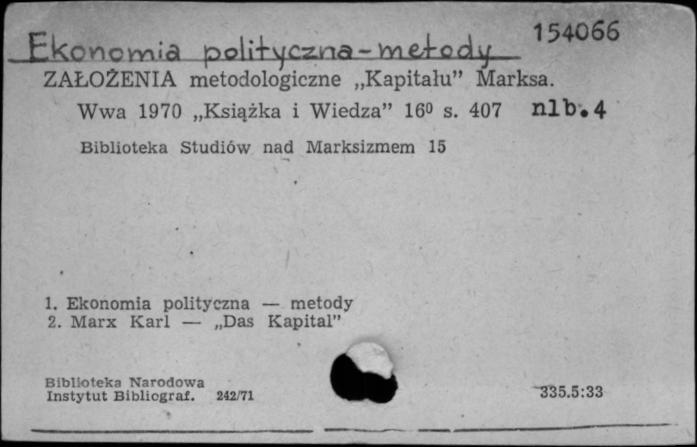 154066
Ekonomia polityczna - metody
ZAŁOŻENIA metodologiczne „Kapitału” Marksa.
Wwa 1970 „Książka i Wiedza” 16⁰ s. 407 nlb. 4
Biblioteka Studiów nad Marksizmem 15
1. Ekonomia polityczna — metody
2. Marx Karl — „Das Kapital”
Biblioteka Narodowa
Instytut Bibliograf. 242/71 335.5:33